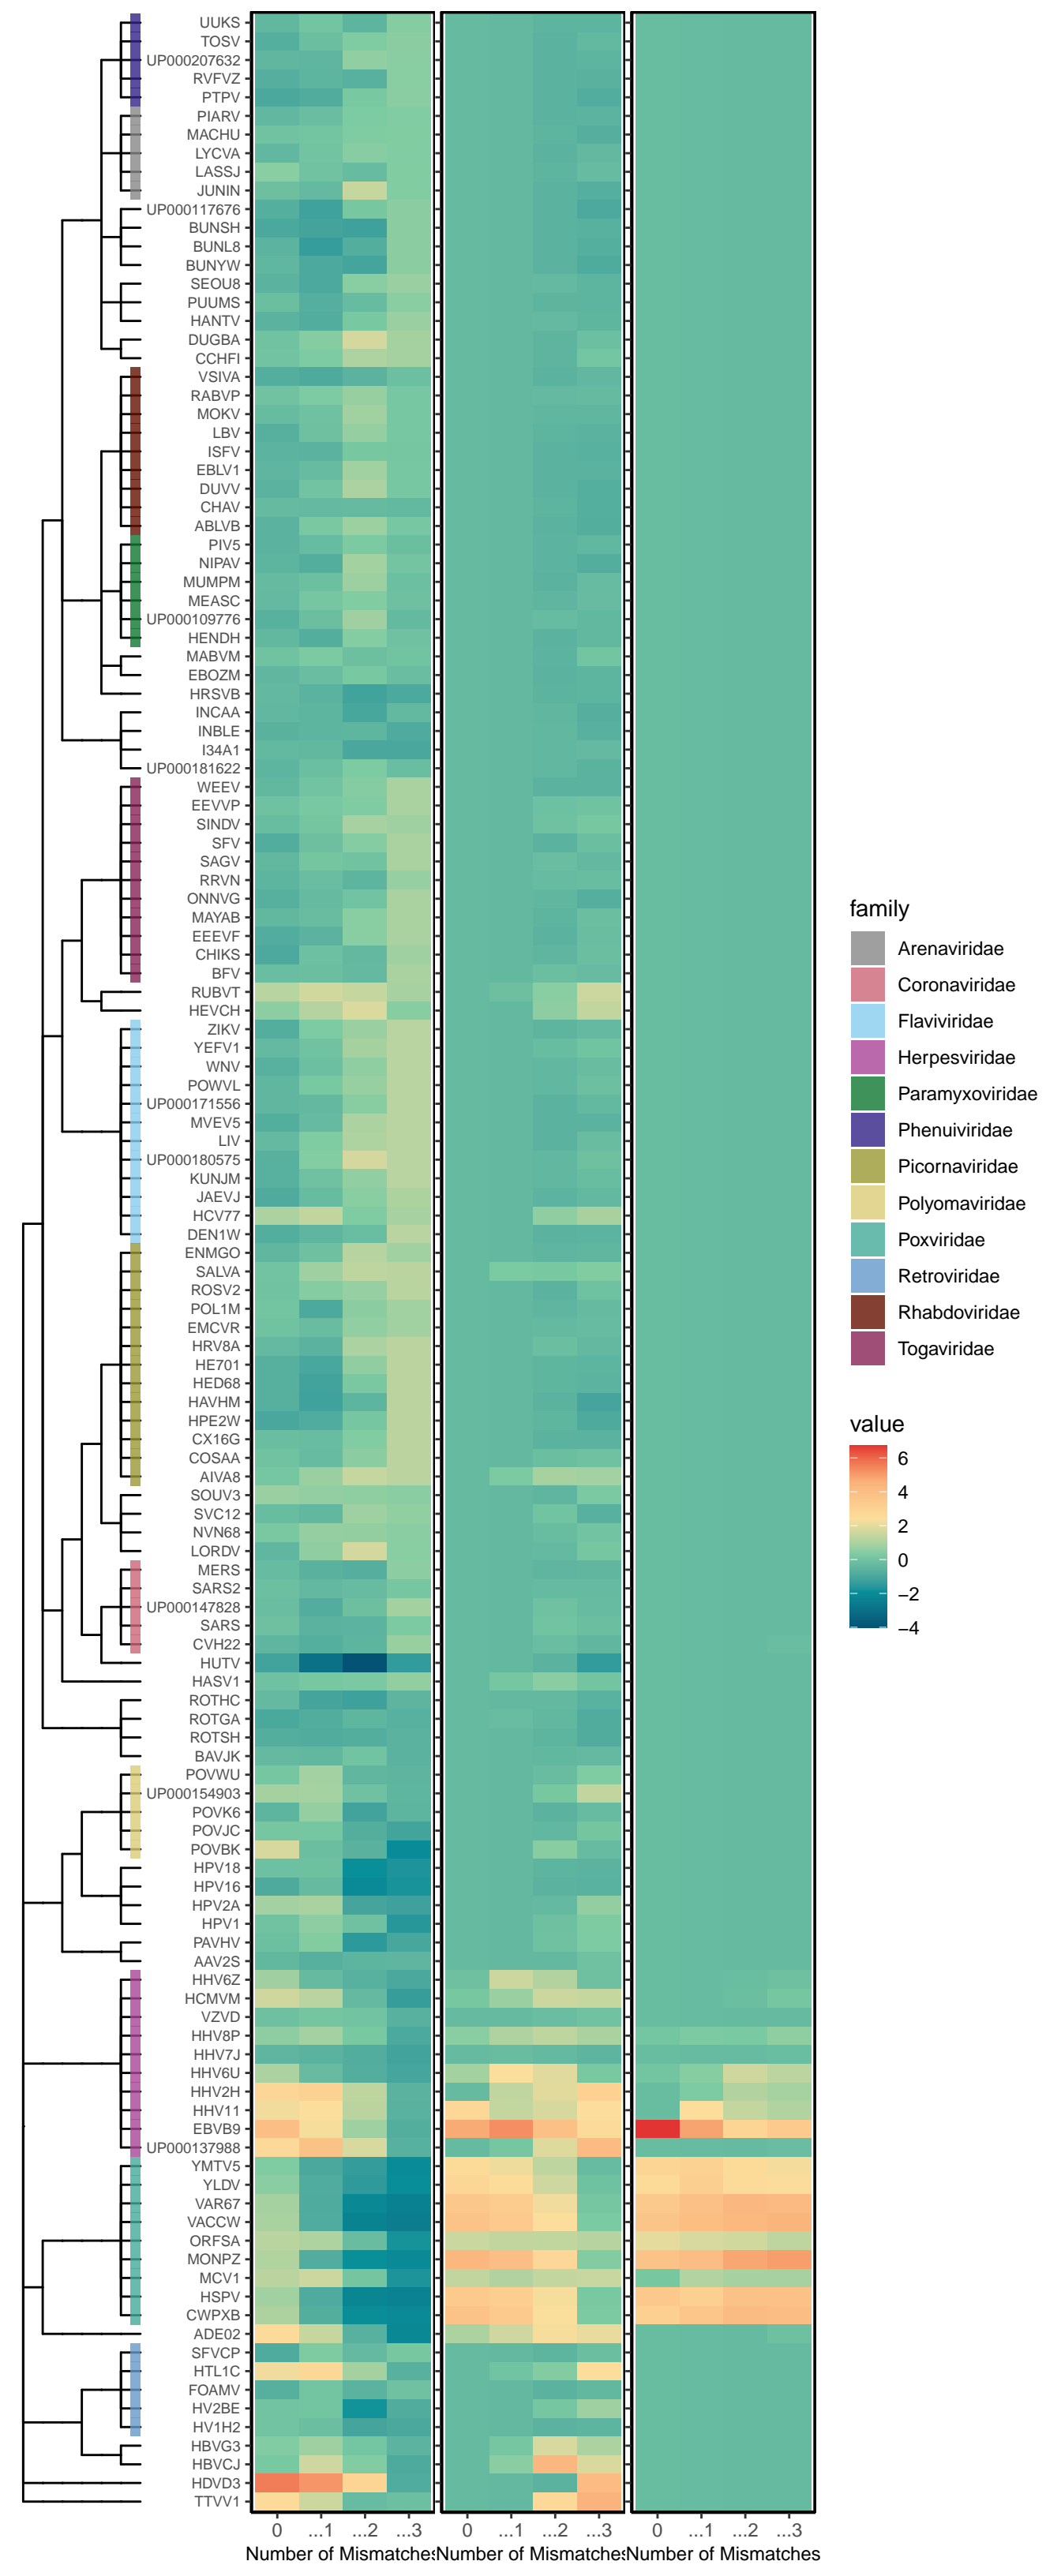 UUKS
TOSV
UP000207632
RVFVZ
PTPV
PIARV
MACHU
LYCVA
LASSJ
JUNIN
UP000117676
BUNSH
BUNL8
BUNYW
SEOU8
PUUMS
HANTV
DUGBA
CCHFI
VSIVA
RABVP
MOKV
LBV
ISFV
EBLV1
DUVV
CHAV
ABLVB
PIV5
NIPAV
MUMPM
MEASC
UP000109776
HENDH
MABVM
EBOZM
HRSVB
INCAA
INBLE
I34A1
UP000181622
WEEV
EEVVP
SINDV
SFV
SAGV
RRVN
ONNVG
MAYAB
EEEVF
CHIKS
BFV
RUBVT
HEVCH
ZIKV
YEFV1
WNV
POWVL
UP000171556
MVEV5
LIV
UP000180575
KUNJM
JAEVJ
HCV77
DEN1W
ENMGO
SALVA
ROSV2
POL1M
EMCVR
HRV8A
HE701
HED68
HAVHM
HPE2W
CX16G
COSAA
AIVA8
SOUV3
SVC12
NVN68
LORDV
MERS
SARS2
UP000147828
SARS
CVH22
HUTV
HASV1
ROTHC
ROTGA
ROTSH
BAVJK
POVWU
UP000154903
POVK6
POVJC
POVBK
HPV18
HPV16
HPV2A
HPV1
PAVHV
AAV2S
HHV6Z
HCMVM
VZVD
HHV8P
HHV7J
HHV6U
HHV2H
HHV11
EBVB9
UP000137988
YMTV5
YLDV
VAR67
VACCW
ORFSA
MONPZ
MCV1
HSPV
CWPXB
ADE02
SFVCP
HTL1C
FOAMV
HV2BE
HV1H2
HBVG3
HBVCJ
HDVD3
TTVV1
0 ...1 ...2 ...3 0 ...1 ...2 ...3 0 ...1 ...2 ...3
Number of Mismatches Number of Mismatches Number of Mismatches
family
Arenaviridae
Coronaviridae
Flaviviridae
Herpesviridae
Paramyxoviridae
Phenuiviridae
Picornaviridae
Polyomaviridae
Poxviridae
Retroviridae
Rhabdoviridae
Togaviridae
value
6
4
2
0
−2
−4